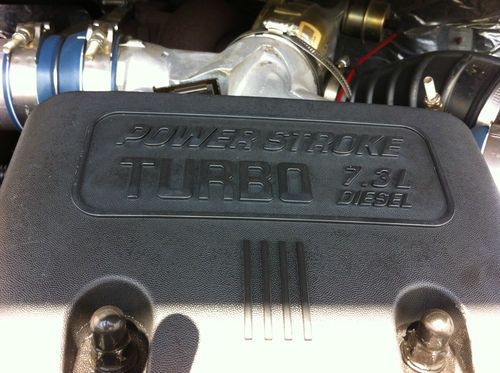 POWER STROKE
TURBO 7.3L
DIESEL